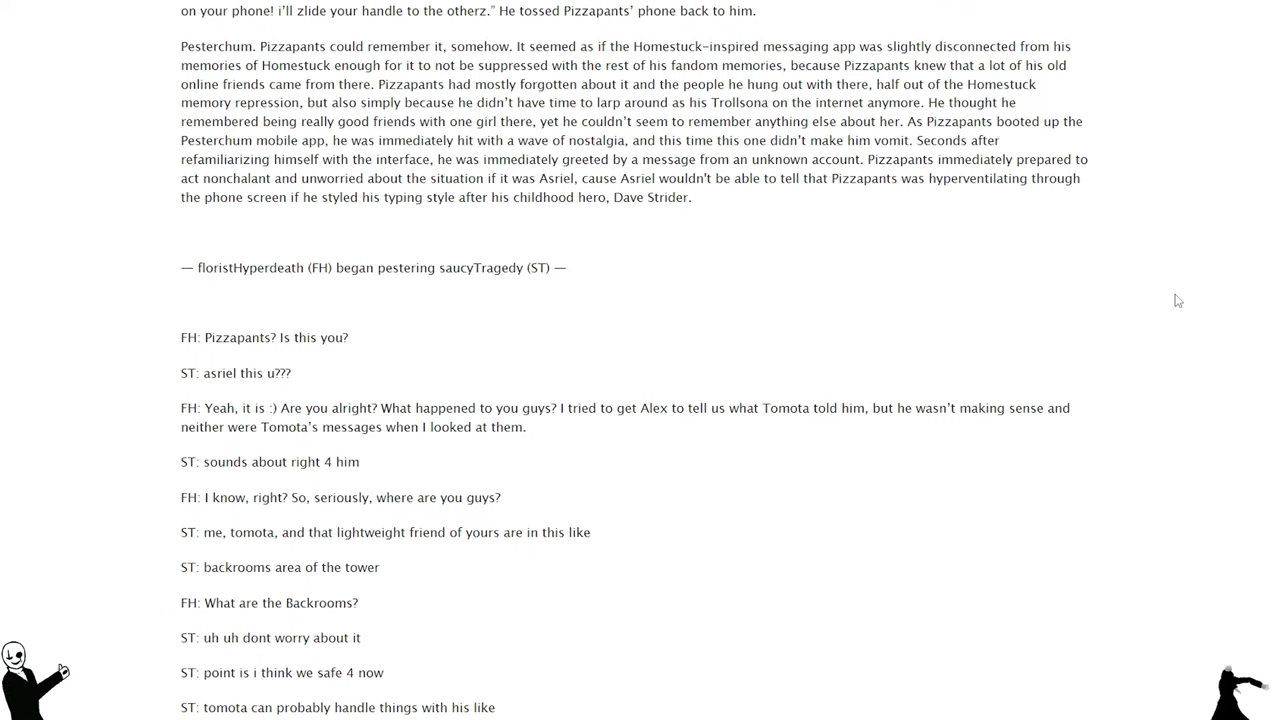 on your phone! i’ll zlide your handle to the otherz.” He tossed Pizzapants’ phone back to him.
Pesterchum. Pizzapants could remember it, somehow. It seemed as if the Homestuck-inspired messaging app was slightly disconnected from his
memories of Homestuck enough for it to not be suppressed with the rest of his fandom memories, because Pizzapants knew that a lot of his old
online friends came from there. Pizzapants had mostly forgotten about it and the people he hung out with there, half out of the Homestuck
memory repression, but also simply because he didn’t have time to larp around as his Trollsona on the internet anymore. He thought he
remembered being really good friends with one girl there, yet he couldn’t seem to remember anything else about her. As Pizzapants booted up the
Pesterchum mobile app, he was immediately hit with a wave of nostalgia, and this time this one didn’t make him vomit. Seconds after
refamiliarizing himself with the interface, he was immediately greeted by a message from an unknown account. Pizzapants immediately prepared to
act nonchalant and unworried about the situation if it was Asriel, cause Asriel wouldn't be able to tell that Pizzapants was hyperventilating through
the phone screen if he styled his typing style after his childhood hero, Dave Strider.
— floristHyperdeath (FH) began pestering saucyTragedy (ST) —
FH: Pizzapants? Is this you?
ST: asriel this u???
FH: Yeah, it is :) Are you alright? What happened to you guys? I tried to get Alex to tell us what Tomota told him, but he wasn’t making sense and
neither were Tomota’s messages when I looked at them.
ST: sounds about right 4 him
FH: I know, right? So, seriously, where are you guys?
ST: me, tomota, and that lightweight friend of yours are in this like
ST: backrooms area of the tower
FH: What are the Backrooms?
ST: uh uh dont worry about it
ST: point is i think we safe 4 now
ST: tomota can probably handle things with his like